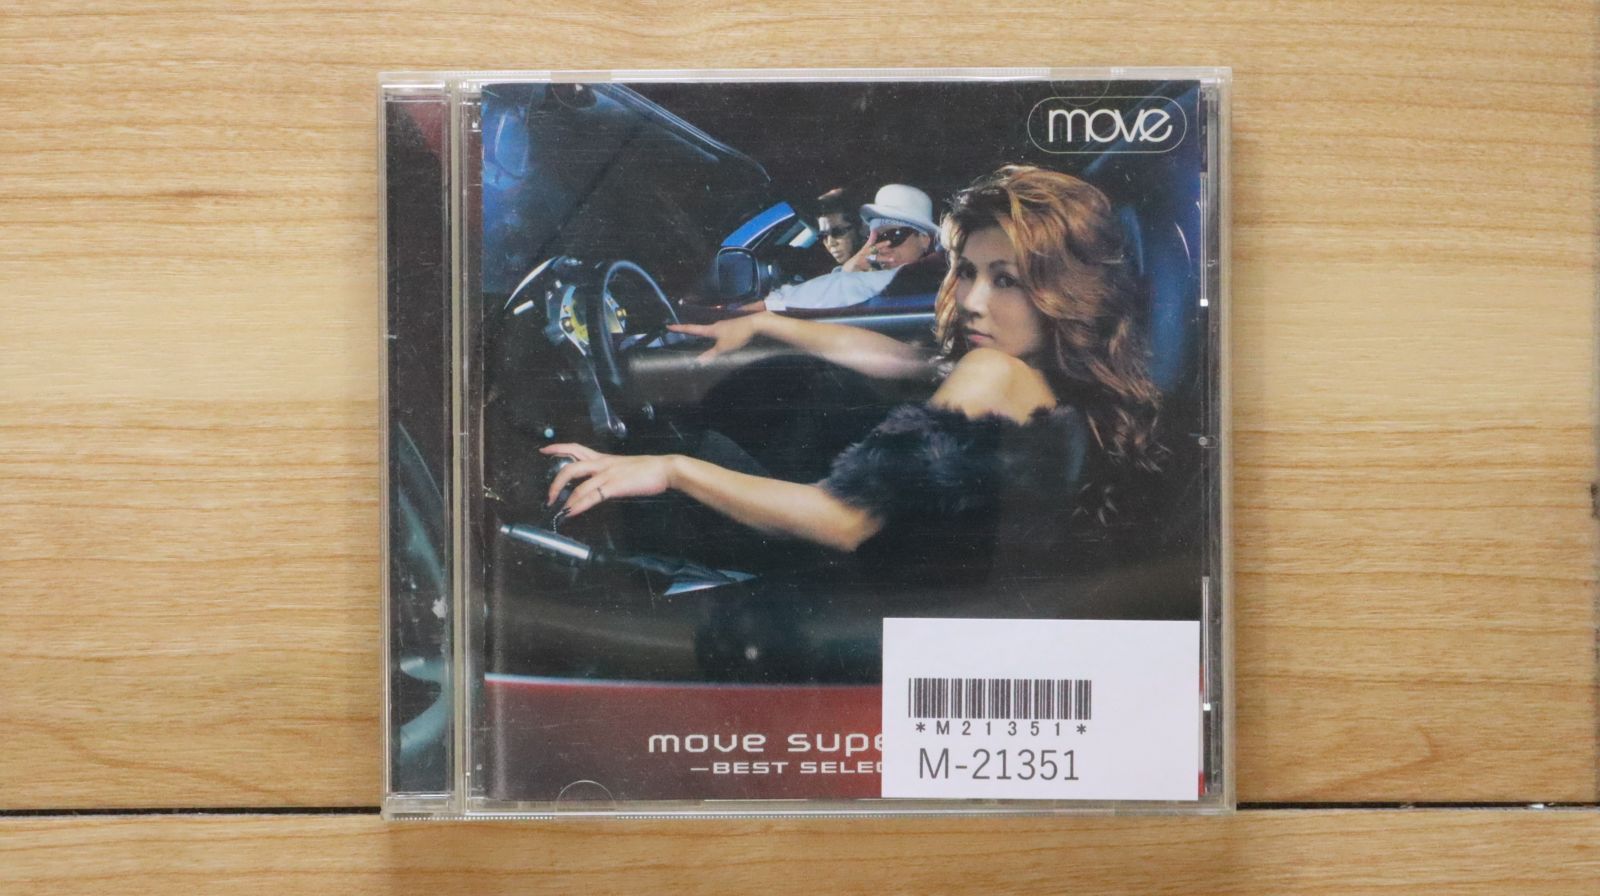 move
move supe
—BEST SELEC
*M21351*
M-21351